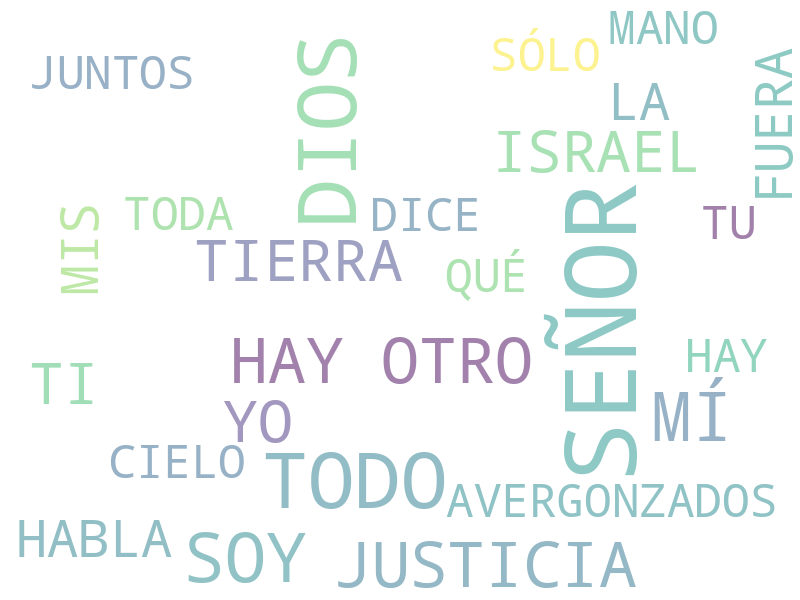 MANO
SÓLO
JUNTOS
DIOS
FUERA
LA
ISRAEL
TODA
DICE
TU
MIS
TIERRA
QUÉ
SEÑOR
HAY OTRO
HAY
TI
MÍ
YO
CIELO
TODO
AVERGONZADOS
HABLA
SOY
JUSTICIA